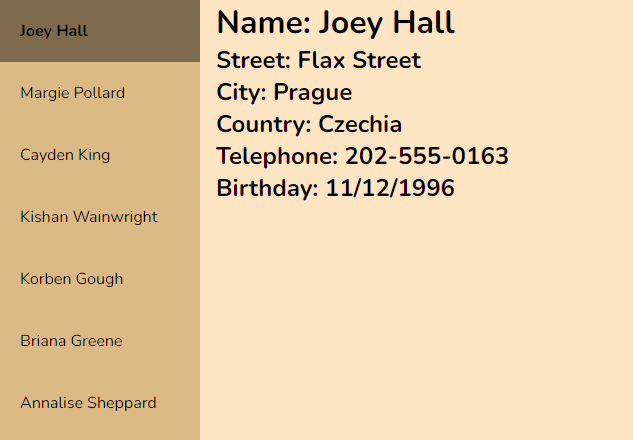 Joey Hall
Margie Pollard
Cayden King
Kishan Wainwright
Korben Gough
Briana Greene
Annalise Sheppard
Name: Joey Hall
Street: Flax Street
City: Prague
Country: Czechia
Telephone: 202-555-0163
Birthday: 11/12/1996